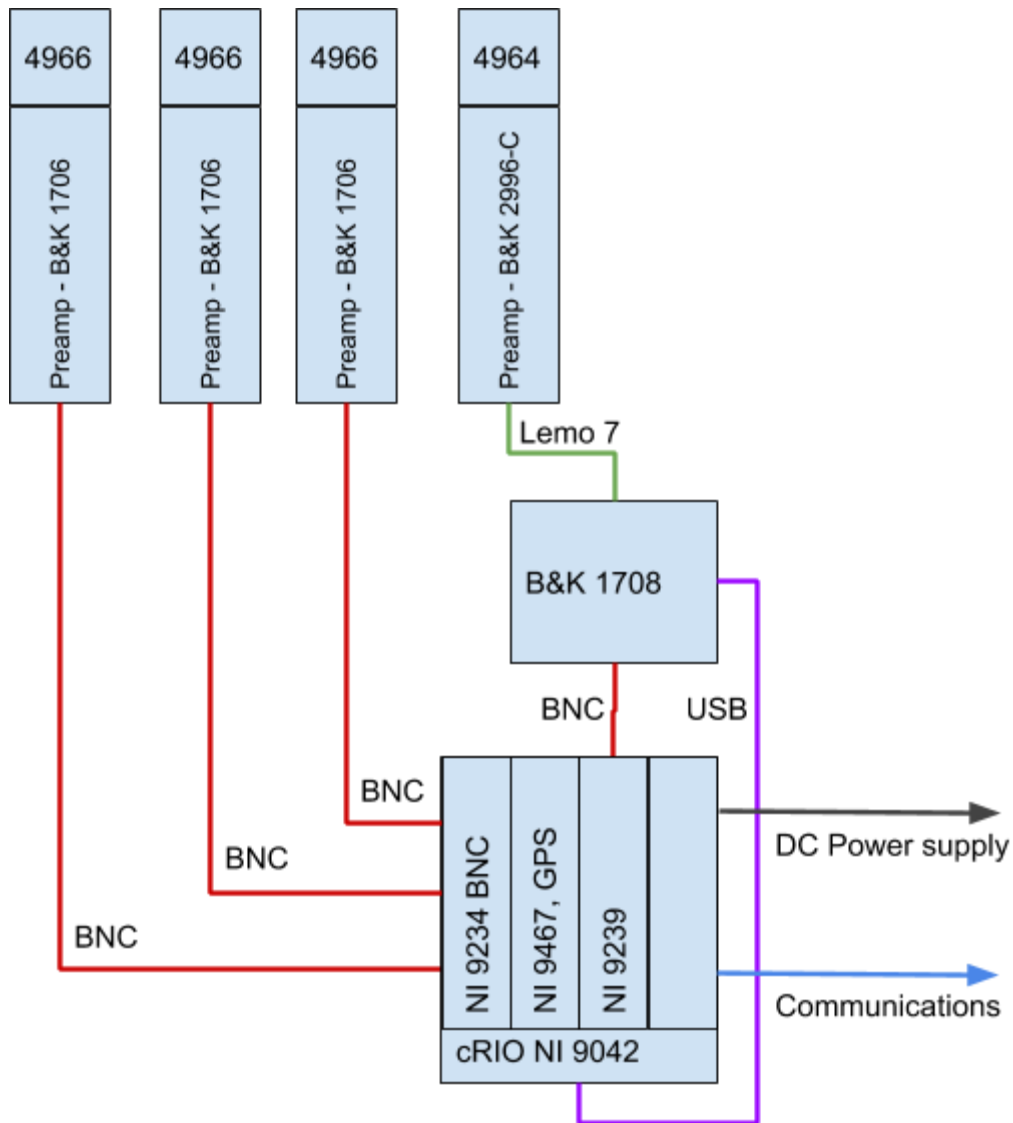 4966
4966
4966
4964
Preamp - B&K 1706
Preamp - B&K 1706
Preamp - B&K 1706
Preamp - B&K 2996-C
Lemo 7
B&K 1708
BNC
USB
BNC
BNC
BNC
NI 9234 BNC
NI 9467, GPS
NI 9239
DC Power supply
Communications
cRIO NI 9042